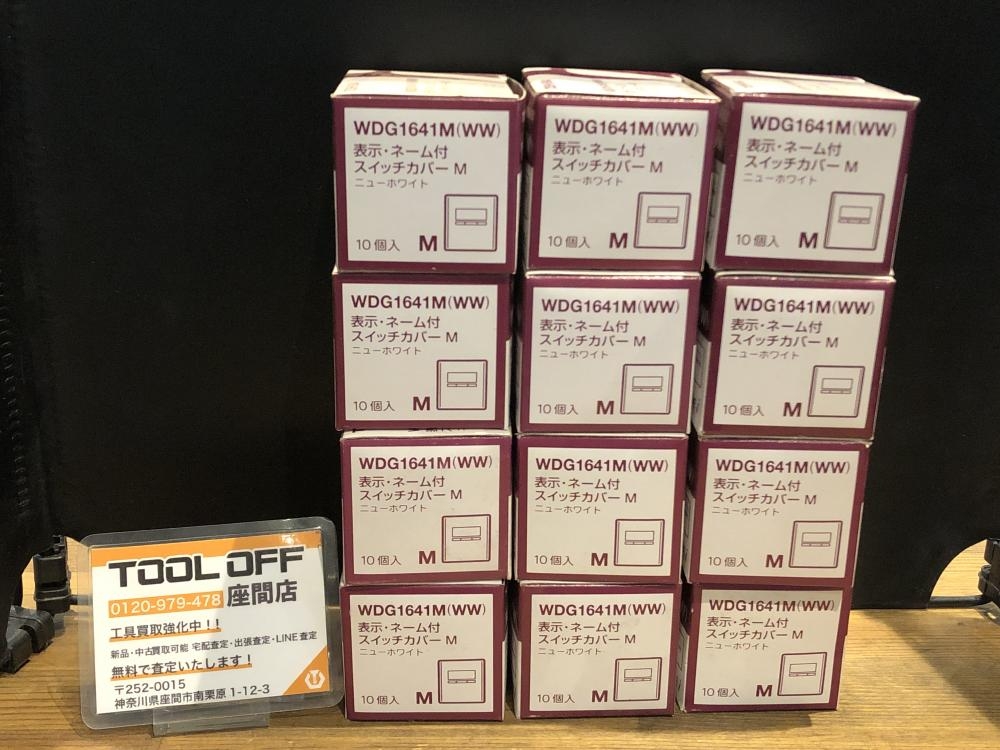 WDG1641M(WW)
表示・ネーム付
スイッチカバー M
ニューホワイト
10個入 M
WDG1641M(WW)
表示・ネーム付
スイッチカバー M
ニューホワイト
10個入 M
WDG1641M(WW)
表示・ネーム付
スイッチカバー M
ニューホワイト
10個入 M
WDG1641M(WW)
表示・ネーム付
スイッチカバー M
ニューホワイト
10個入 M
WDG1641M(WW)
表示・ネーム付
スイッチカバー M
ニューホワイト
10個入 M
WDG1641M(WW)
表示・ネーム付
スイッチカバー M
ニューホワイト
10個入 M
WDG1641M(WW)
表示・ネーム付
スイッチカバー M
ニューホワイト
10個入 M
WDG1641M(WW)
表示・ネーム付
スイッチカバー M
ニューホワイト
10個入 M
WDG1641M(WW)
表示・ネーム付
スイッチカバー M
ニューホワイト
10個入 M
WDG1641M(WW)
表示・ネーム付
スイッチカバー M
ニューホワイト
10個入 M
WDG1641M(WW)
表示・ネーム付
スイッチカバー M
ニューホワイト
10個入 M
WDG1641M(WW)
表示・ネーム付
スイッチカバー M
ニューホワイト
10個入 M
TOOL OFF
0120-979-478 座間店
工具買取強化中！！
新品・中古買取可能 宅配査定・出張査定・LINE査定
無料で査定いたします！
〒252-0015
神奈川県座間市南栗原1-12-3